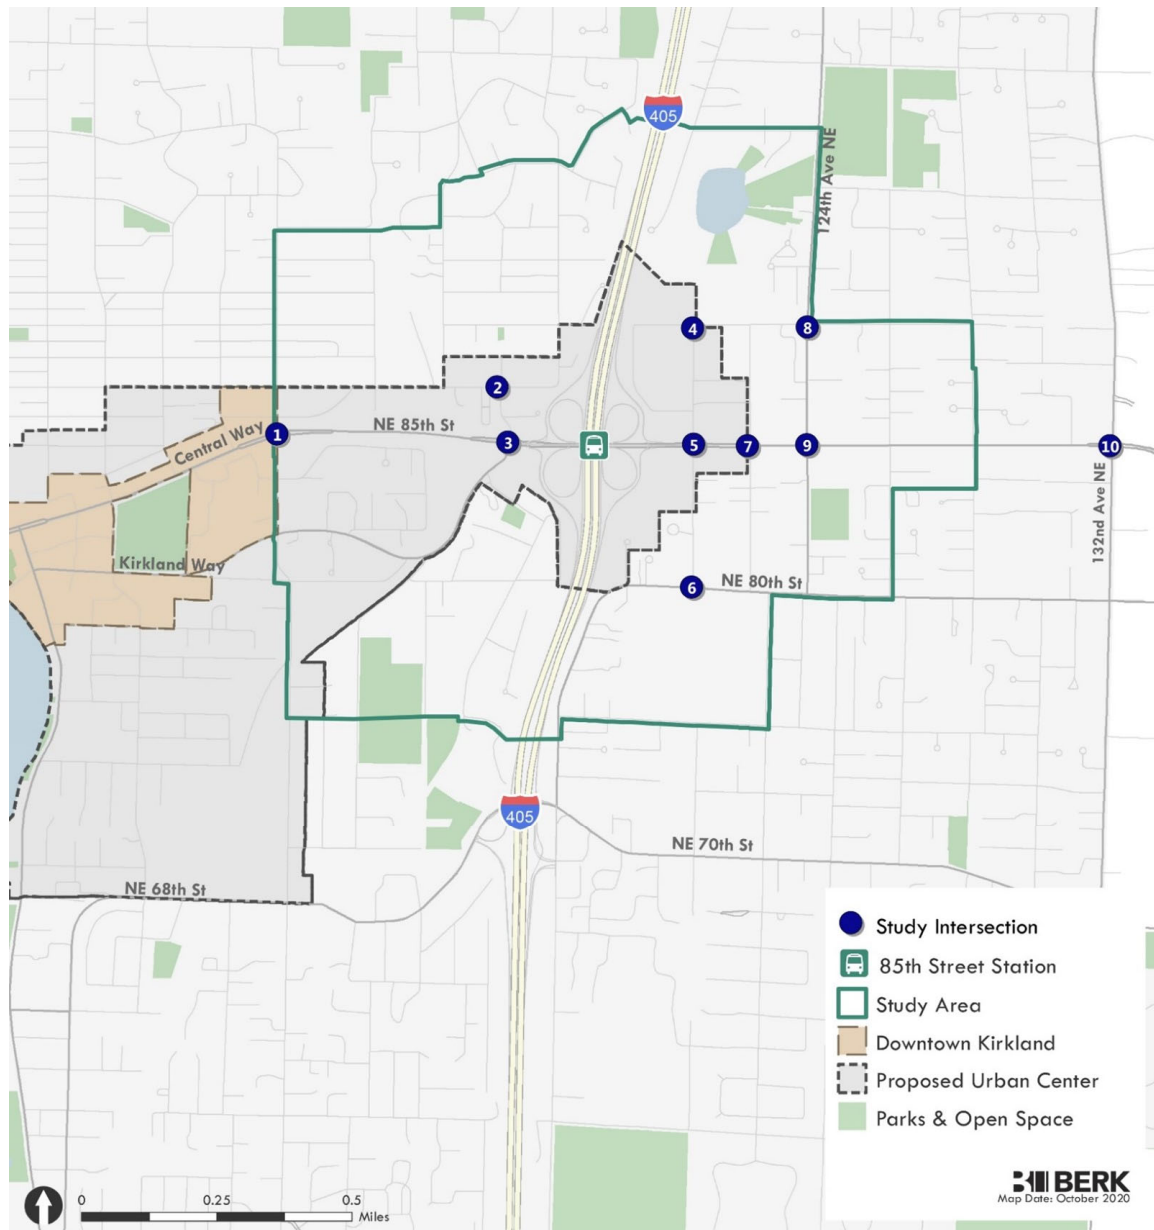 405
124th Ave NE
4
8
2
NE 85th St
1
3
5
7
9
10
Central Way
132nd Ave NE
Kirkland Way
6
NE 80th St
405
NE 70th St
NE 68th St
Study Intersection
85th Street Station
Study Area
Downtown Kirkland
Proposed Urban Center
Parks & Open Space
BERK
Map Date: October 2020
0 0.25 0.5
Miles